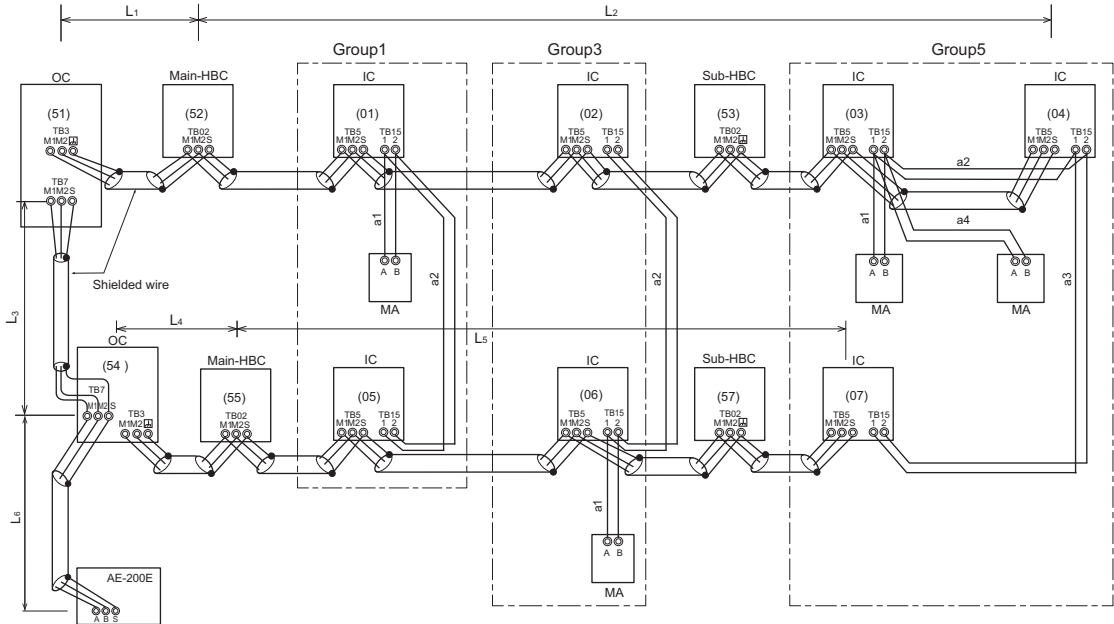 L1 L2
Group1 Group3 Group5
OC Main-HBC IC IC Sub-HBC IC IC
(51) (52) (01) (02) (53) (03) (04)
TB3 TB02 TB5 TB15 TB5 TB15 TB02 TB5 TB15 TB5 TB15
M1M2 M1M2S M1M2S 1 2 M1M2S 1 2 M1M2 M1M2S 1 2 M1M2S 1 2
TB7
M1M2S
a2
a1 a2 a2 a1 a4 a3
A B A B A B
MA MA MA
Shielded wire
L3
L4 L5
OC Main-HBC IC IC Sub-HBC IC
(54 ) (55) (05) (06) (57) (07)
TB7
M1M2S
TB3 TB02 TB5 TB15 TB5 TB15 TB02 TB5 TB15
M1M2 M1M2S M1M2S 1 2 M1M2S 1 2 M1M2 M1M2S 1 2
L6
a1
A B
MA
AE-200E
A B S